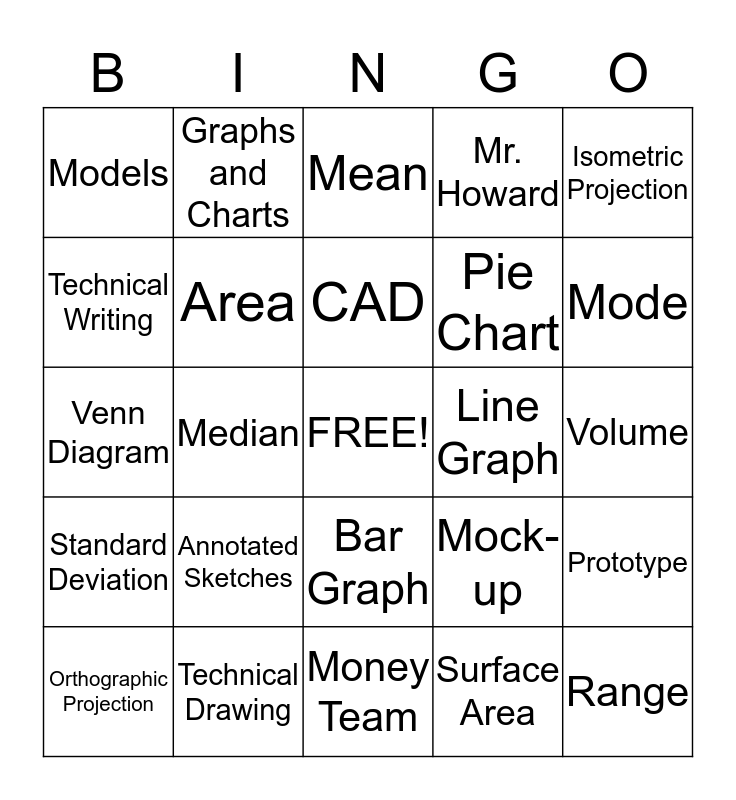 B I N G O
Models
Graphs
and
Charts
Mean
Mr.
Howard
Isometric
Projection
Technical
Writing
Area
CAD
Pie
Chart
Mode
Venn
Diagram
Median
FREE!
Line
Graph
Volume
Standard
Deviation
Annotated
Sketches
Bar
Graph
Mock-
up
Prototype
Orthographic
Projection
Technical
Drawing
Money
Team
Surface
Area
Range